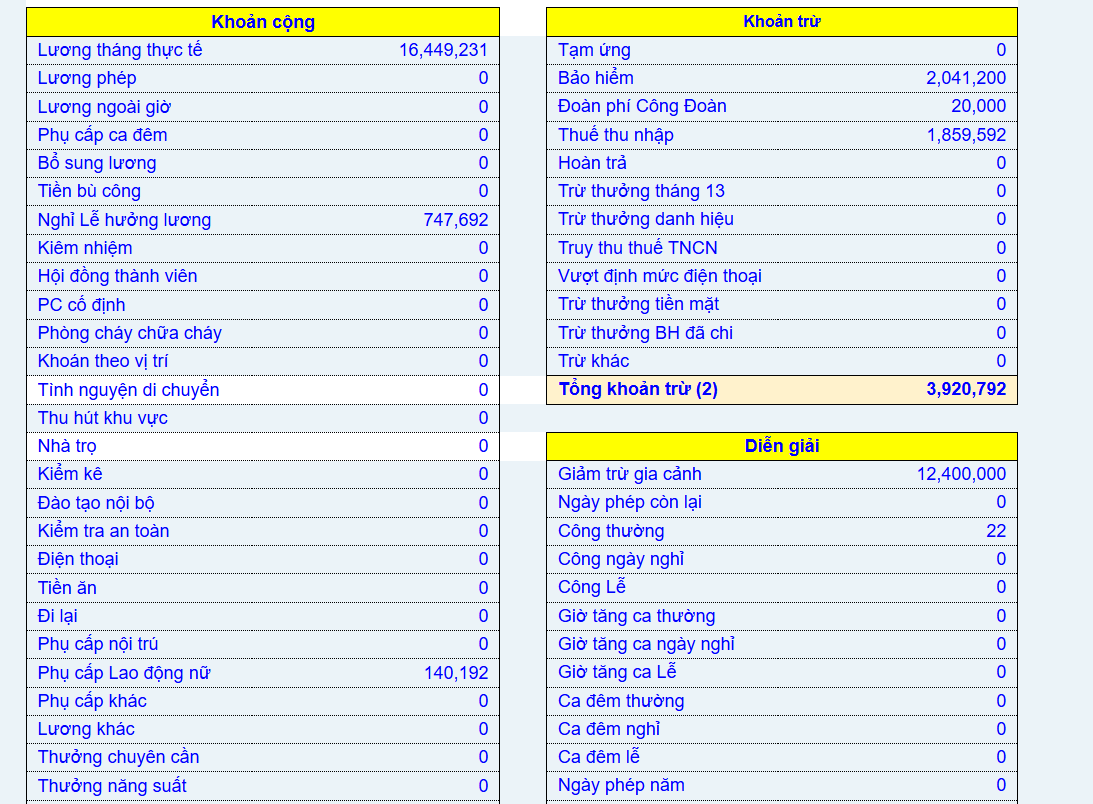 Khoản cộng
Lương tháng thực tế 16,449,231
Lương phép 0
Lương ngoài giờ 0
Phụ cấp ca đêm 0
Bổ sung lương 0
Tiền bù công 0
Nghỉ Lễ hưởng lương 747,692
Kiêm nhiệm 0
Hội đồng thành viên 0
PC cố định 0
Phòng cháy chữa cháy 0
Khoán theo vị trí 0
Tình nguyện di chuyển 0
Thu hút khu vực 0
Nhà trọ 0
Kiểm kê 0
Đào tạo nội bộ 0
Kiểm tra an toàn 0
Điện thoại 0
Tiền ăn 0
Đi lại 0
Phụ cấp nội trú 0
Phụ cấp Lao động nữ 140,192
Phụ cấp khác 0
Lương khác 0
Thưởng chuyên cần 0
Thưởng năng suất 0
Khoản trừ
Tạm ứng 0
Bảo hiểm 2,041,200
Đoàn phí Công Đoàn 20,000
Thuế thu nhập 1,859,592
Hoàn trả 0
Trừ thưởng tháng 13 0
Trừ thưởng danh hiệu 0
Truy thu thuế TNCN 0
Vượt định mức điện thoại 0
Trừ thưởng tiền mặt 0
Trừ thưởng BH đã chi 0
Trừ khác 0
Tổng khoản trừ (2) 3,920,792
Diễn giải
Giảm trừ gia cảnh 12,400,000
Ngày phép còn lại 0
Công thường 22
Công ngày nghỉ 0
Công Lễ 0
Giờ tăng ca thường 0
Giờ tăng ca ngày nghỉ 0
Giờ tăng ca Lễ 0
Ca đêm thường 0
Ca đêm nghỉ 0
Ca đêm lễ 0
Ngày phép năm 0